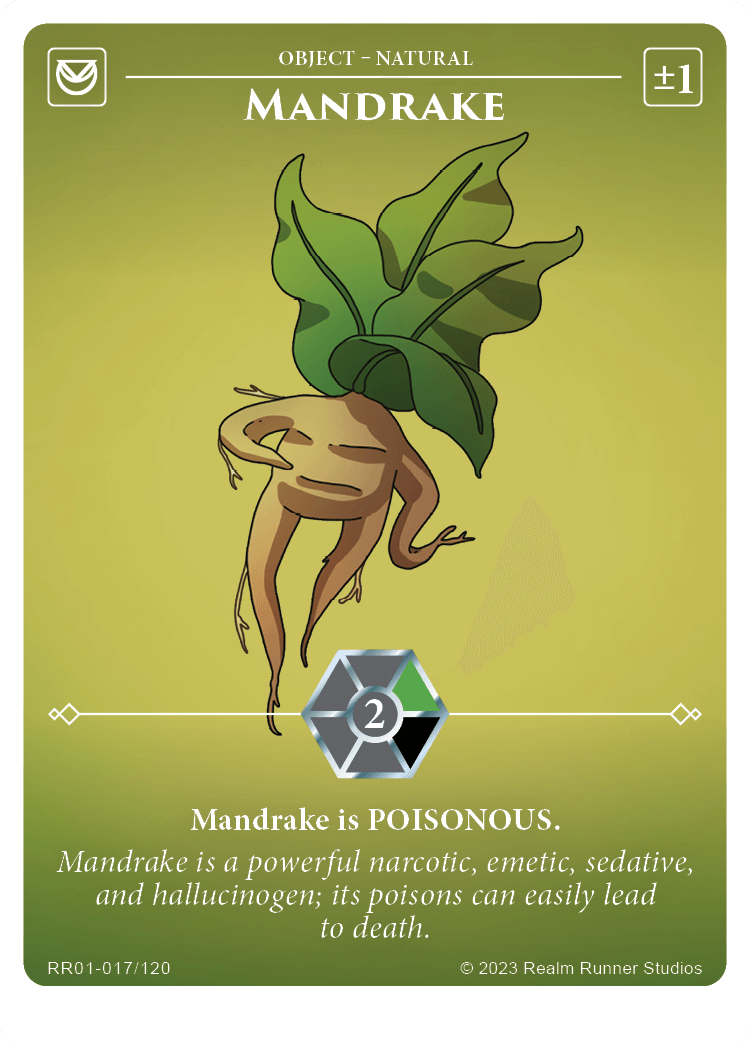 OBJECT – NATURAL
±1
MANDRAKE
2
Mandrake is POISONOUS.
Mandrake is a powerful narcotic, emetic, sedative,
and hallucinogen; its poisons can easily lead
to death.
RR01-017/120
© 2023 Realm Runner Studios